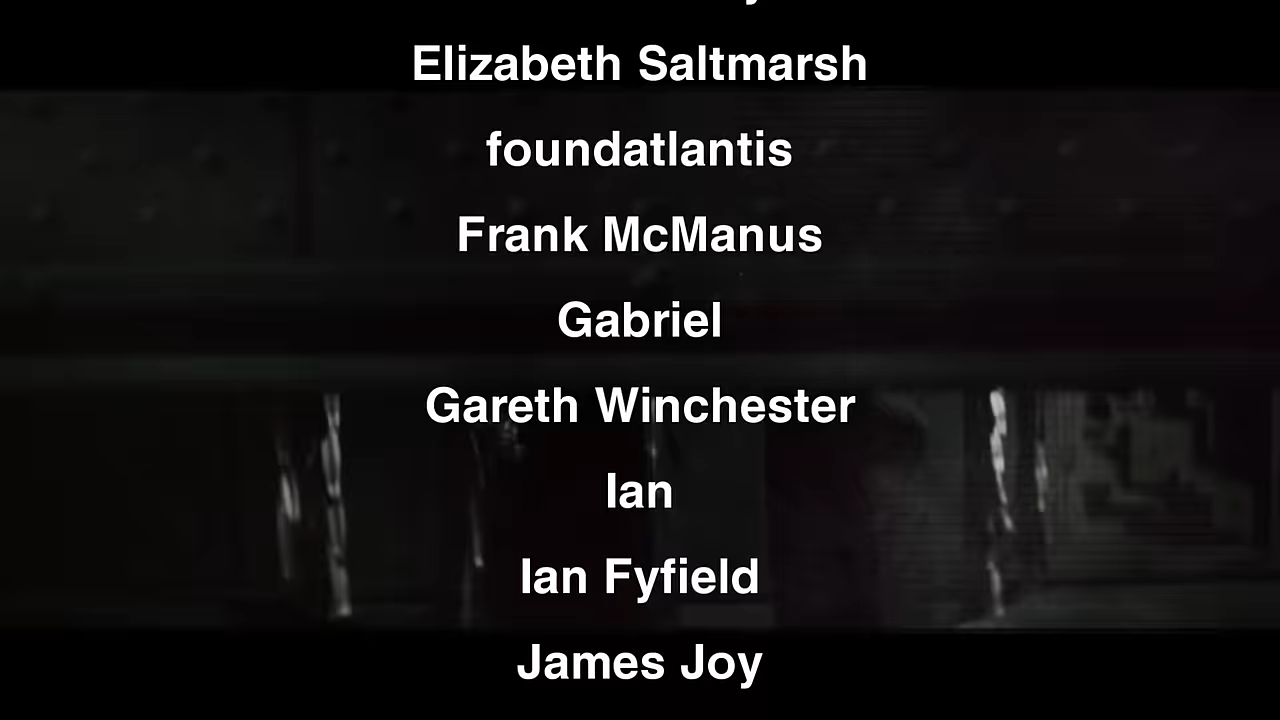 Elizabeth Saltmarsh
foundatlantis
Frank McManus
Gabriel
Gareth Winchester
Ian
Ian Fyfield
James Joy